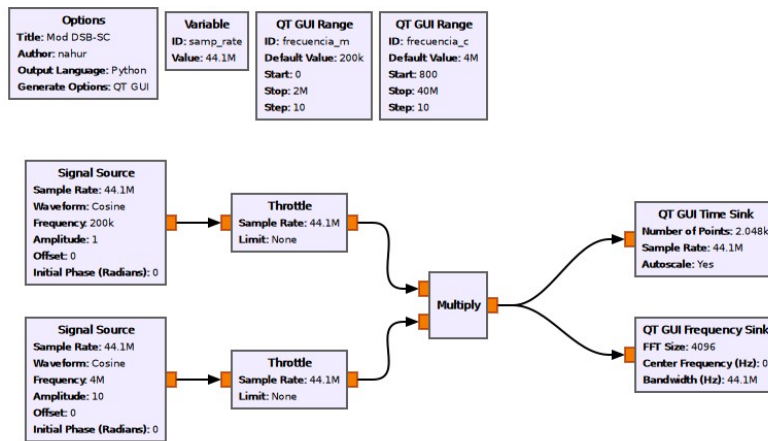 Options
Title: Mod DSB-SC
Author: nahur
Output Language: Python
Generate Options: QT GUI
Variable
ID: samp_rate
Value: 44.1M
QT GUI Range
ID: frecuencia_m
Default Value: 200k
Start: 0
Stop: 2M
Step: 10
QT GUI Range
ID: frecuencia_c
Default Value: 4M
Start: 800
Stop: 40M
Step: 10
Signal Source
Sample Rate: 44.1M
Waveform: Cosine
Frequency: 200k
Amplitude: 1
Offset: 0
Initial Phase (Radians): 0
Throttle
Sample Rate: 44.1M
Limit: None
Signal Source
Sample Rate: 44.1M
Waveform: Cosine
Frequency: 4M
Amplitude: 10
Offset: 0
Initial Phase (Radians): 0
Throttle
Sample Rate: 44.1M
Limit: None
Multiply
QT GUI Time Sink
Number of Points: 2.048k
Sample Rate: 44.1M
Autoscale: Yes
QT GUI Frequency Sink
FFT Size: 4096
Center Frequency (Hz): 0
Bandwidth (Hz): 44.1M